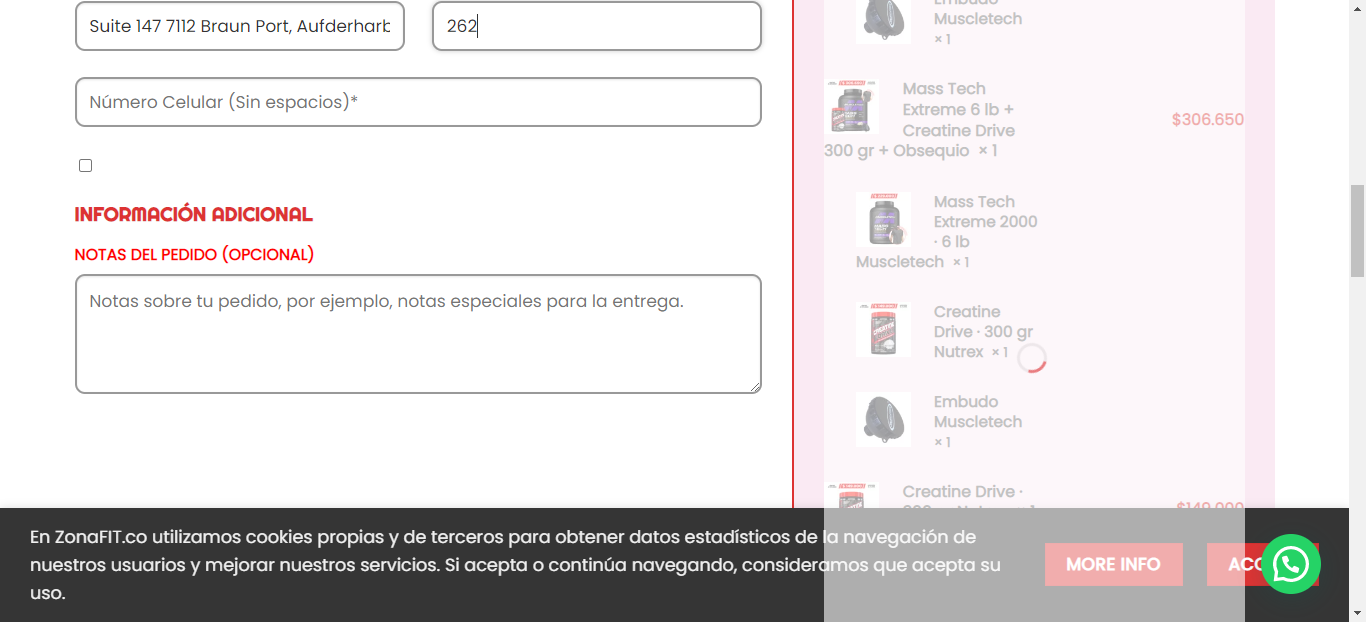 Suite 147 7112 Braun Port, Aufderharb
262
Número Celular (Sin espacios)*
INFORMACIÓN ADICIONAL
NOTAS DEL PEDIDO (OPCIONAL)
Notas sobre tu pedido, por ejemplo, notas especiales para la entrega.
Embudo
Muscletech
× 1
Mass Tech
Extreme 6 lb +
Creatine Drive
300 gr + Obsequio × 1
$306.650
Mass Tech
Extreme 2000
· 6 lb
Muscletech × 1
Creatine
Drive · 300 gr
Nutrex × 1
Embudo
Muscletech
× 1
Creatine Drive ·
$149.000
En ZonaFIT.co utilizamos cookies propias y de terceros para obtener datos estadísticos de la navegación de
nuestros usuarios y mejorar nuestros servicios. Si acepta o continúa navegando, consideramos que acepta su
uso.
MORE INFO